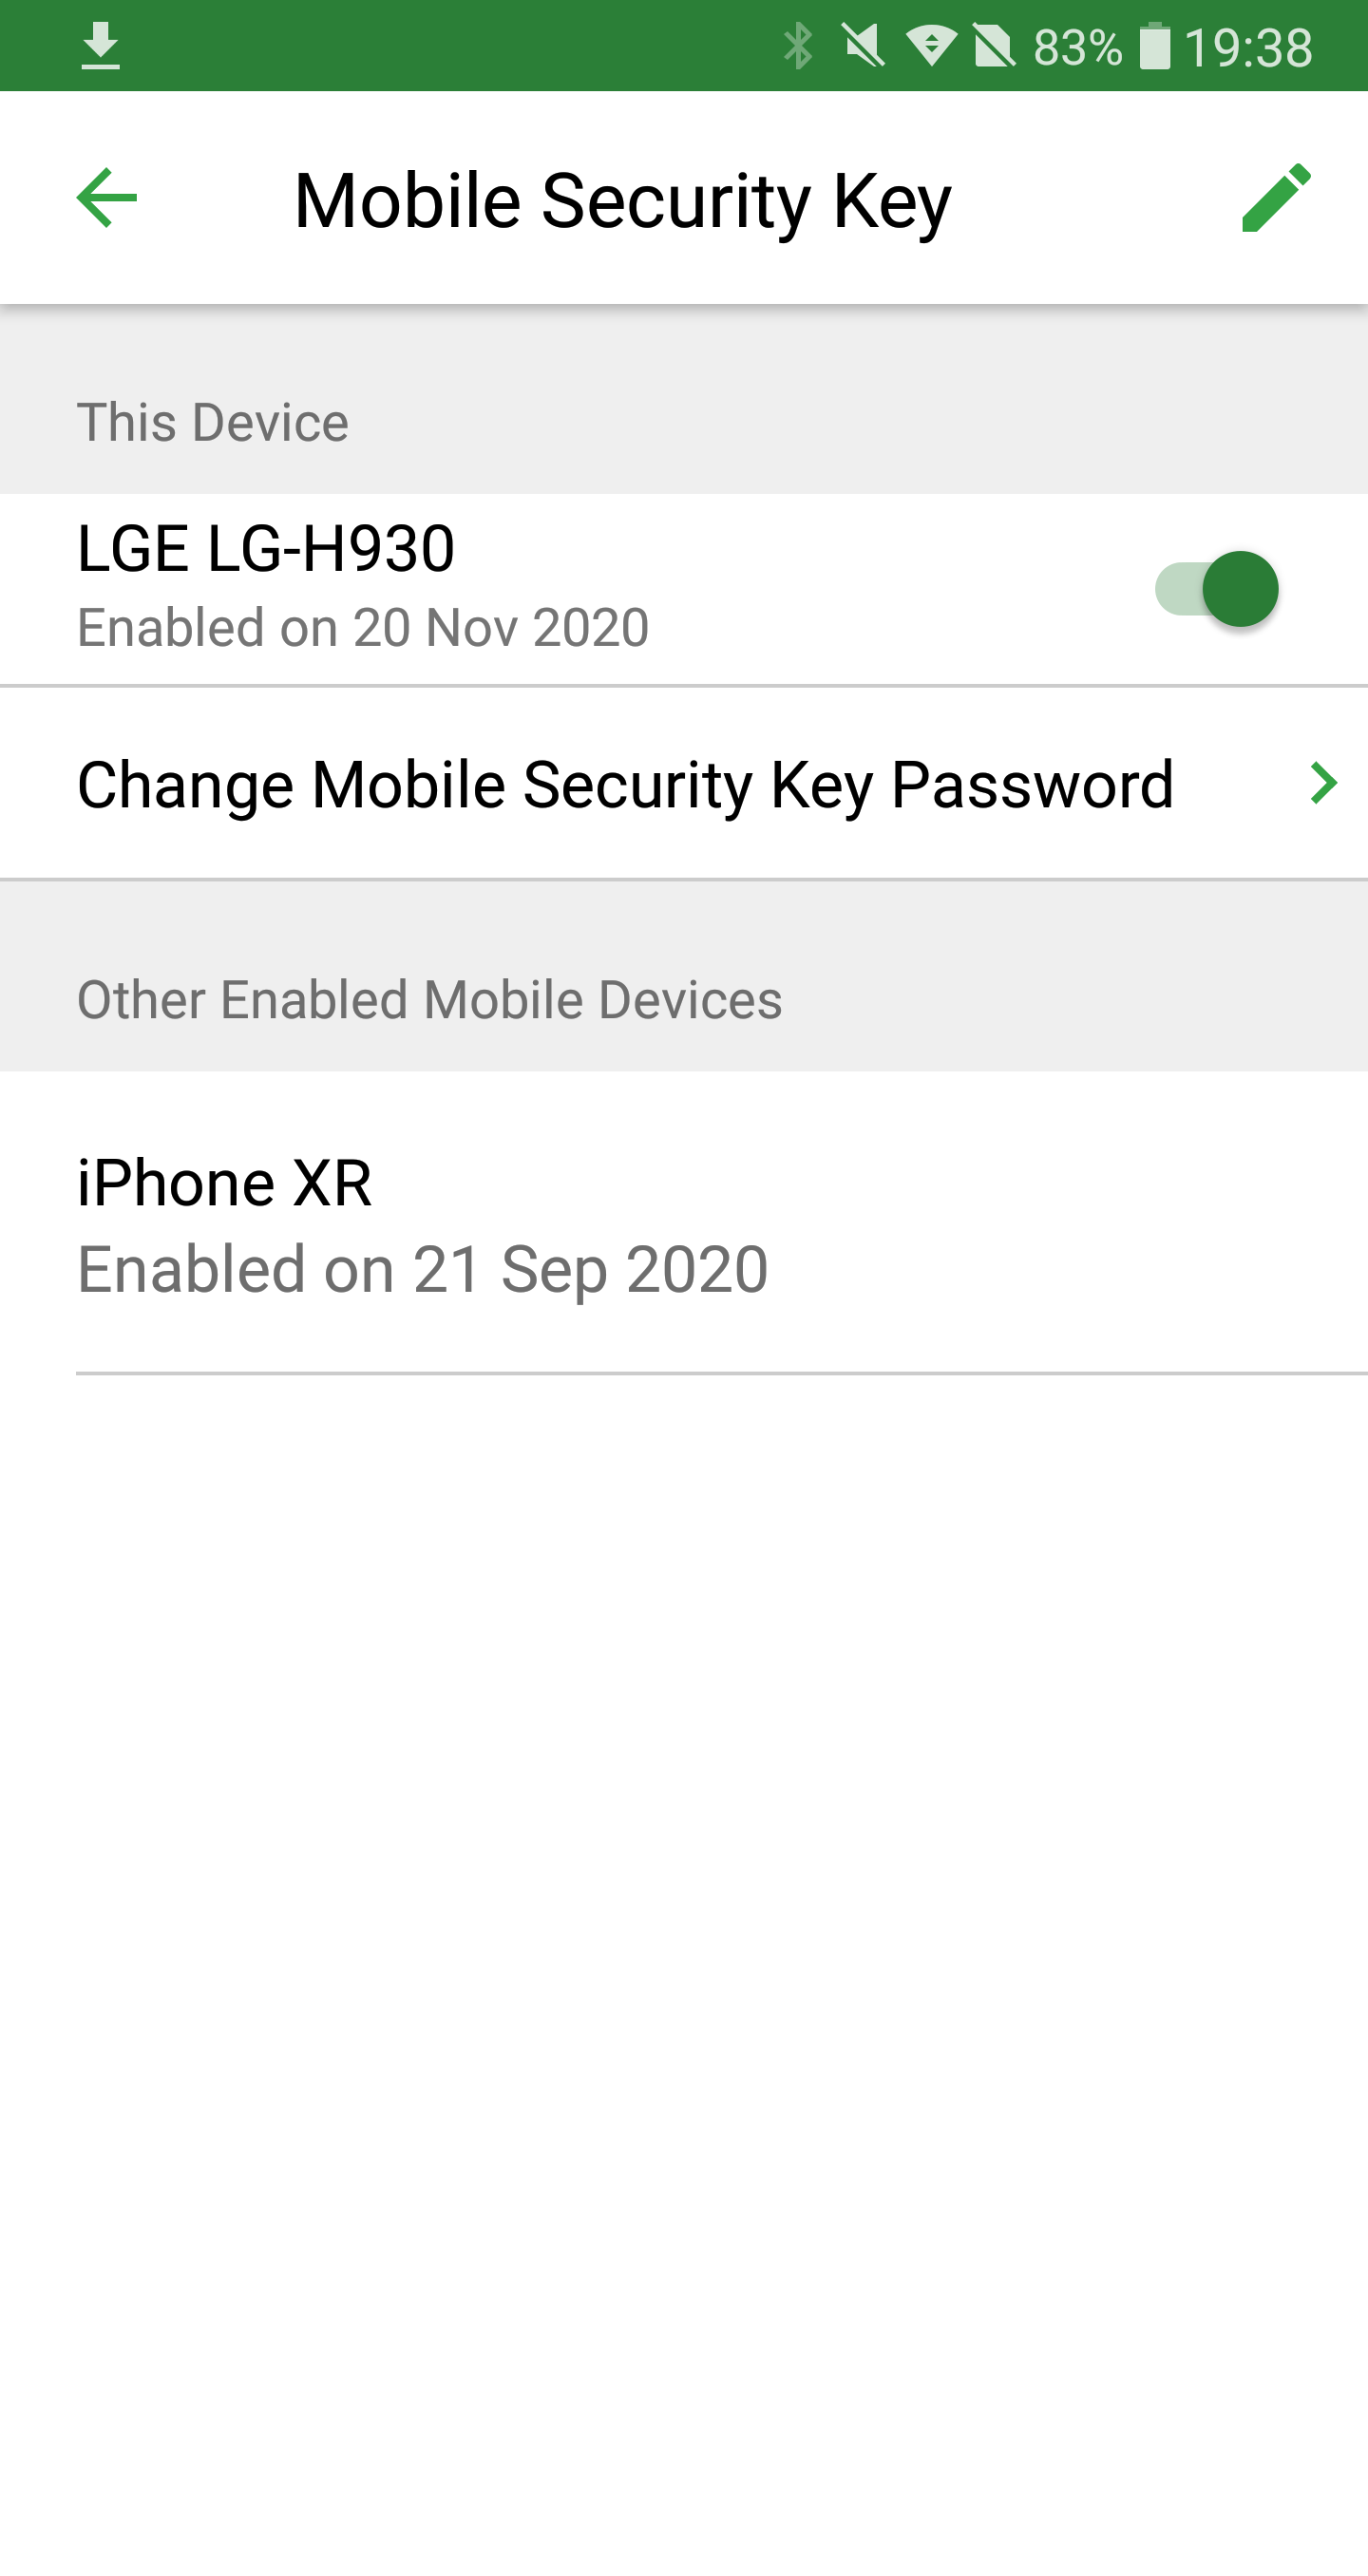 83% 19:38
Mobile Security Key
This Device
LGE LG-H930
Enabled on 20 Nov 2020
Change Mobile Security Key Password
Other Enabled Mobile Devices
iPhone XR
Enabled on 21 Sep 2020